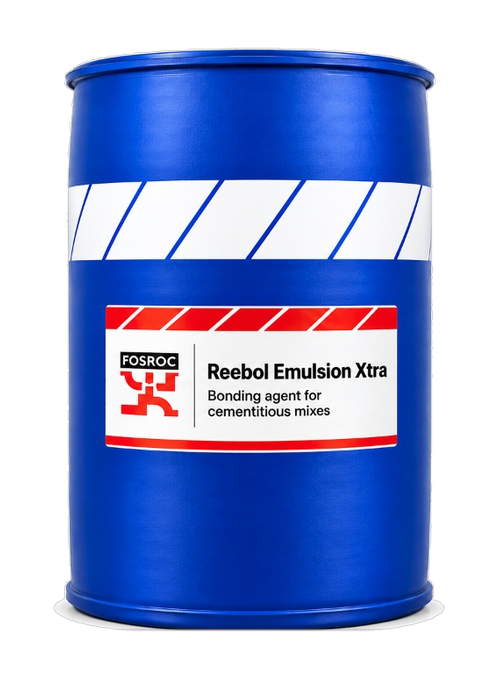 FOSROC
Reebol Emulsion Xtra
Bonding agent for
cementitious mixes